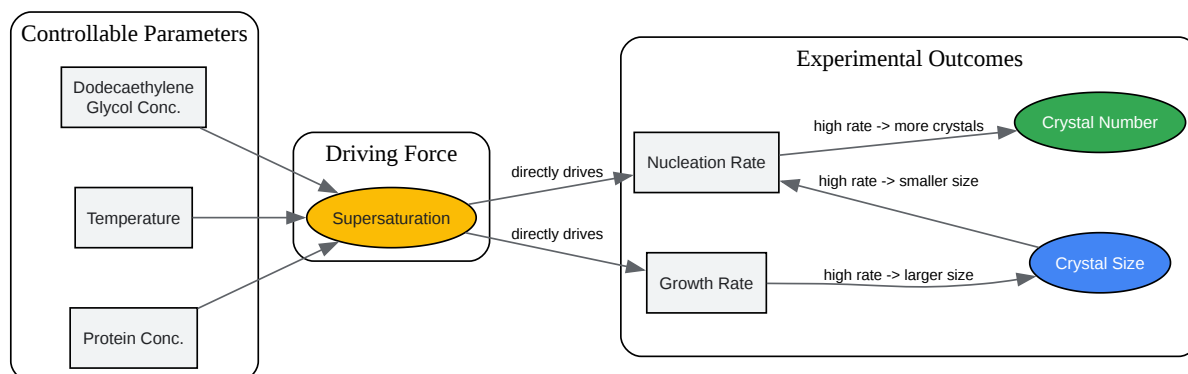 Controllable Parameters
Dodecaethylene
Glycol Conc.
Temperature
Protein Conc.
Driving Force
Supersaturation
directly drives
directly drives
Experimental Outcomes
Nucleation Rate
Growth Rate
high rate -> more crystals
high rate -> smaller size
high rate -> larger size
Crystal Number
Crystal Size